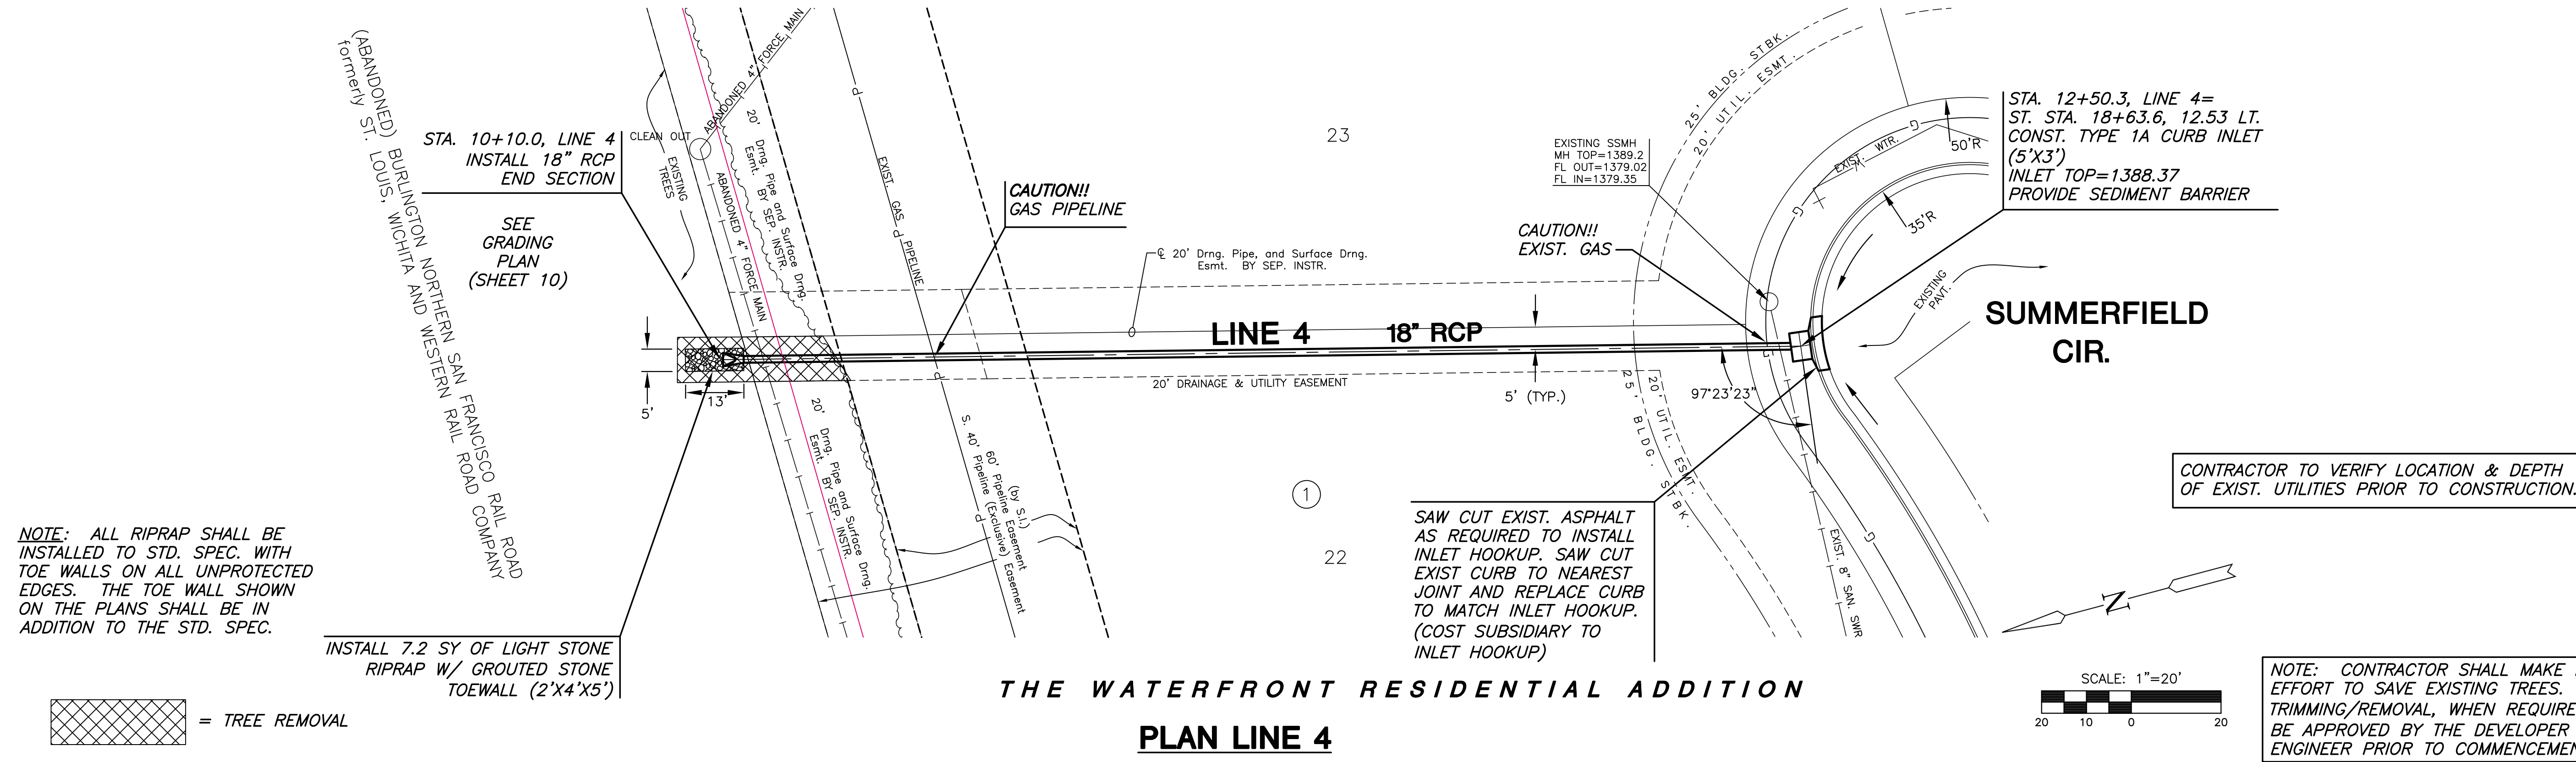 (ABANDONED) BURLINGTON NORTHERN SAN FRANCISCO RAIL ROAD
formerly ST. LOUIS, WICHITA AND WESTERN RAIL ROAD COMPANY
STA. 10+10.0, LINE 4
INSTALL 18" RCP
END SECTION
SEE
GRADING
PLAN
(SHEET 10)
CLEAN OUT
EXISTING
TREES
ABANDONED 4" FORCE MAIN
ABANDONED 4" FORCE MAIN
20' Drng. Pipe and Surface Drng.
Esmt. BY SEP. INSTR.
EXIST. GAS PIPELINE
CAUTION!!
GAS PIPELINE
23
℄ 20' Drng. Pipe, and Surface Drng.
Esmt. BY SEP. INSTR.
LINE 4 18" RCP
20' DRAINAGE & UTILITY EASEMENT
5' (TYP.)
5'
13'
20' Drng. Pipe and Surface Drng.
Esmt. BY SEP. INSTR.
(by S.I.)
60' Pipeline Easement
S. 40' Pipeline (Exclusive) Easement
1
22
25' BLDG. STBK.
20' UTIL. ESMT.
EXISTING SSMH
MH TOP=1389.2
FL OUT=1379.02
FL IN=1379.35
CAUTION!!
EXIST. GAS
EXIST. WTR.
G
G
50'R
35'R
STA. 12+50.3, LINE 4=
ST. STA. 18+63.6, 12.53 LT.
CONST. TYPE 1A CURB INLET
(5'X3')
INLET TOP=1388.37
PROVIDE SEDIMENT BARRIER
EXISTING
PAVT.
SUMMERFIELD
CIR.
97°23'23"
20' UTIL. ESMT.
25' BLDG. STBK.
G
G
EXIST. 8" SAN. SWR
SAW CUT EXIST. ASPHALT
AS REQUIRED TO INSTALL
INLET HOOKUP. SAW CUT
EXIST CURB TO NEAREST
JOINT AND REPLACE CURB
TO MATCH INLET HOOKUP.
(COST SUBSIDIARY TO
INLET HOOKUP)
CONTRACTOR TO VERIFY LOCATION & DEPTH
OF EXIST. UTILITIES PRIOR TO CONSTRUCTION.
N
NOTE: ALL RIPRAP SHALL BE
INSTALLED TO STD. SPEC. WITH
TOE WALLS ON ALL UNPROTECTED
EDGES. THE TOE WALL SHOWN
ON THE PLANS SHALL BE IN
ADDITION TO THE STD. SPEC.
INSTALL 7.2 SY OF LIGHT STONE
RIPRAP W/ GROUTED STONE
TOEWALL (2'X4'X5')
= TREE REMOVAL
THE WATERFRONT RESIDENTIAL ADDITION
PLAN LINE 4
SCALE: 1"=20'
20 10 0 20
NOTE: CONTRACTOR SHALL MAKE
EFFORT TO SAVE EXISTING TREES.
TRIMMING/REMOVAL, WHEN REQUIRE
BE APPROVED BY THE DEVELOPER
ENGINEER PRIOR TO COMMENCEMEN